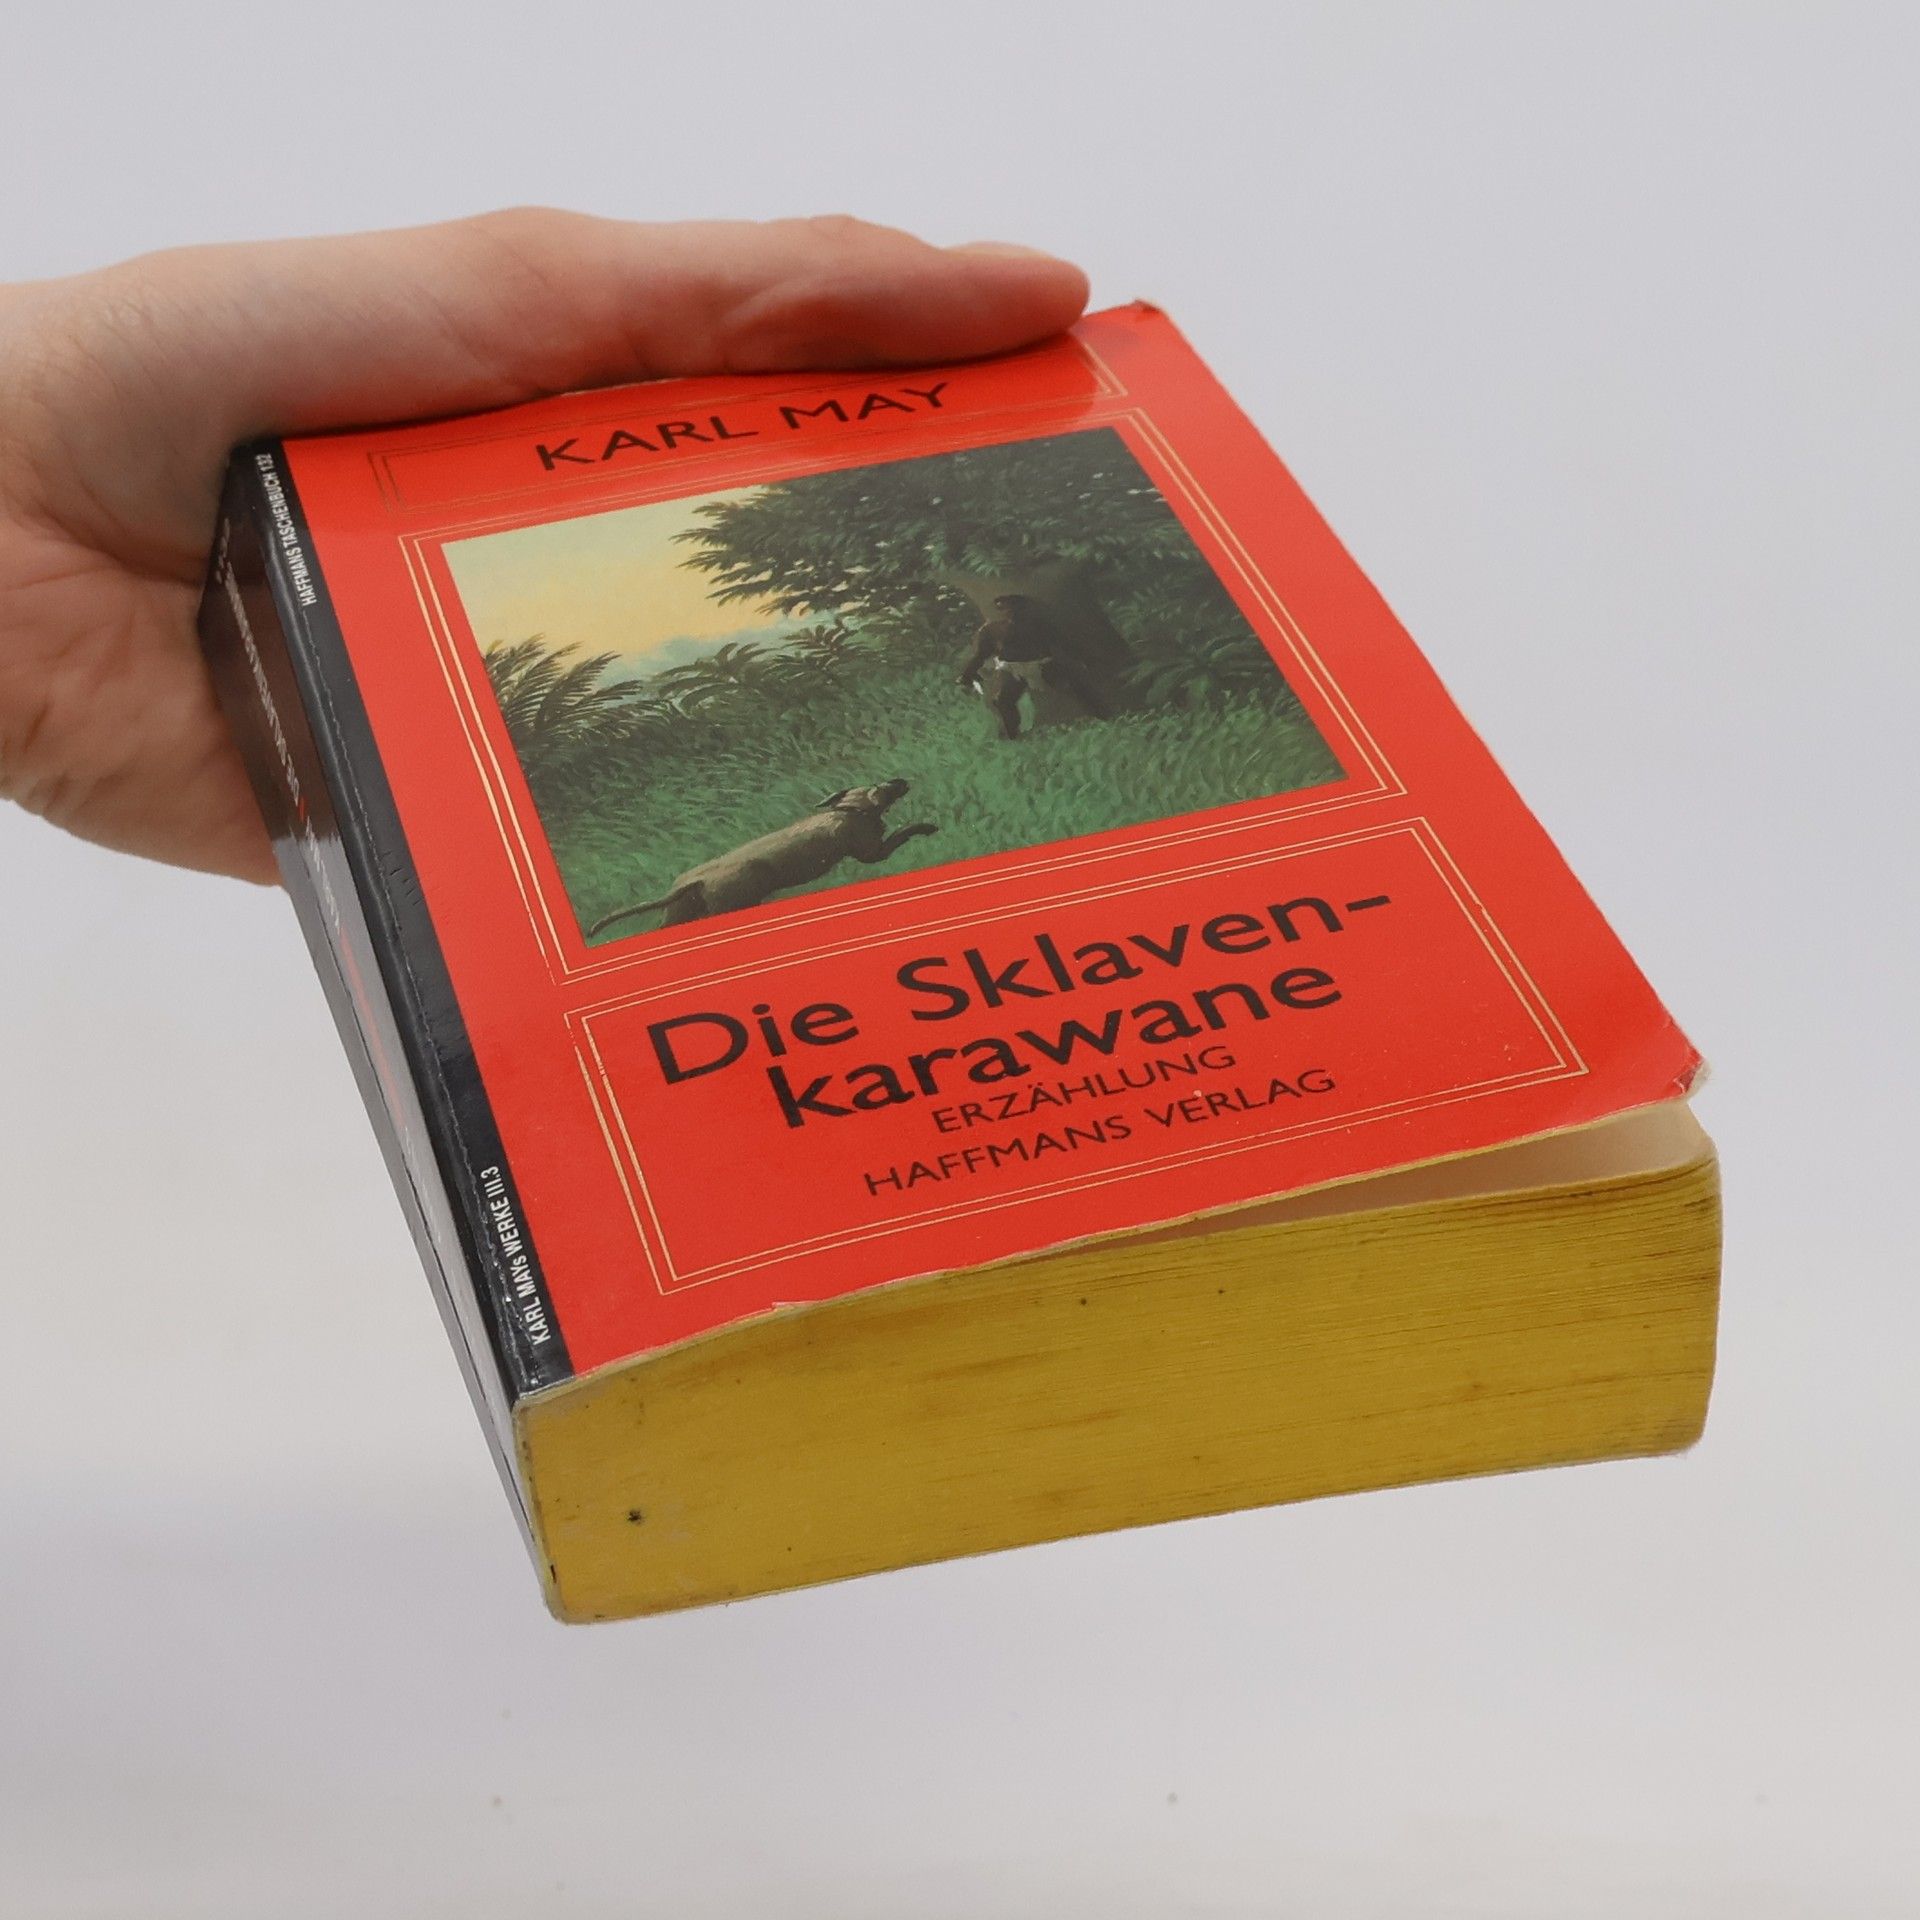 KARL MAY
Die Sklaven-
karawane
ERZÄHLUNG
HAFFMANS VERLAG
HAFFMANS TASCHENBUCH 132
KARL MAYs WERKE III.3